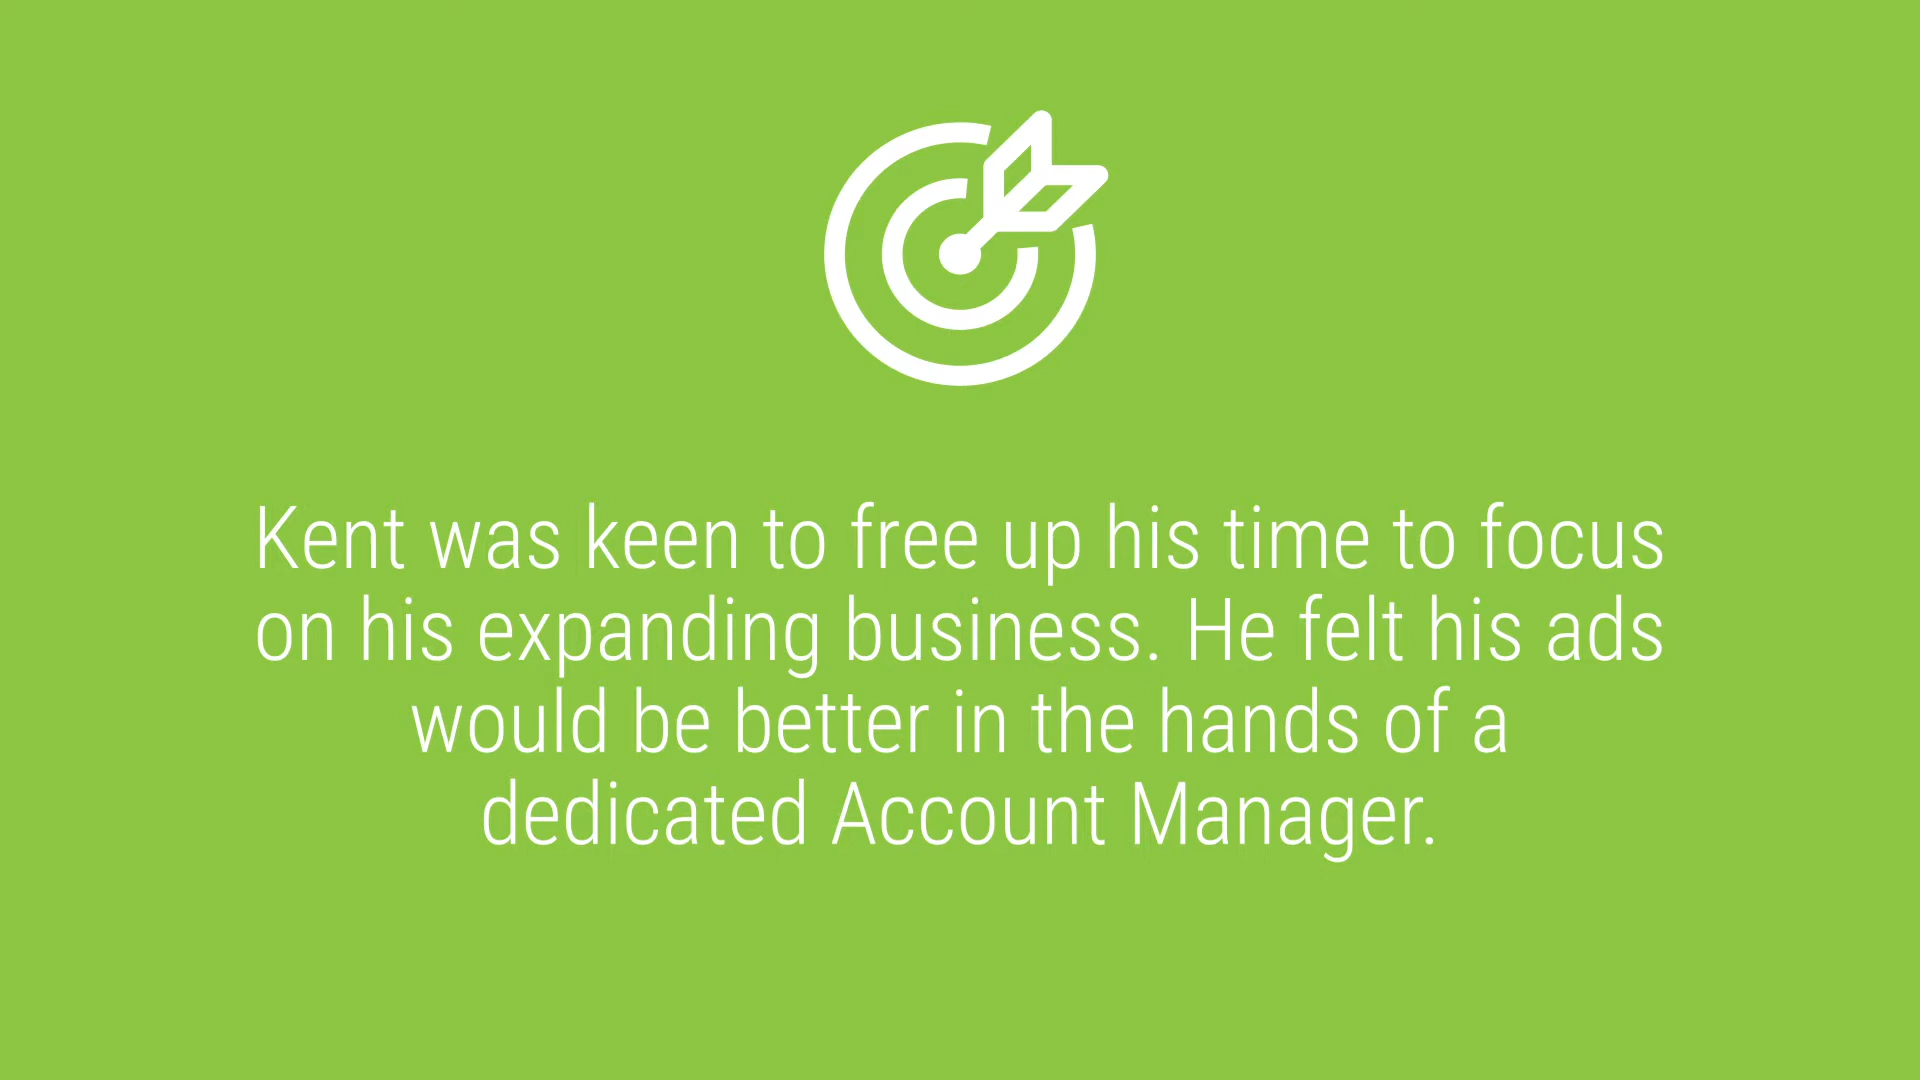 Kent was keen to free up his time to focus
on his expanding business. He felt his ads
would be better in the hands of a
dedicated Account Manager.